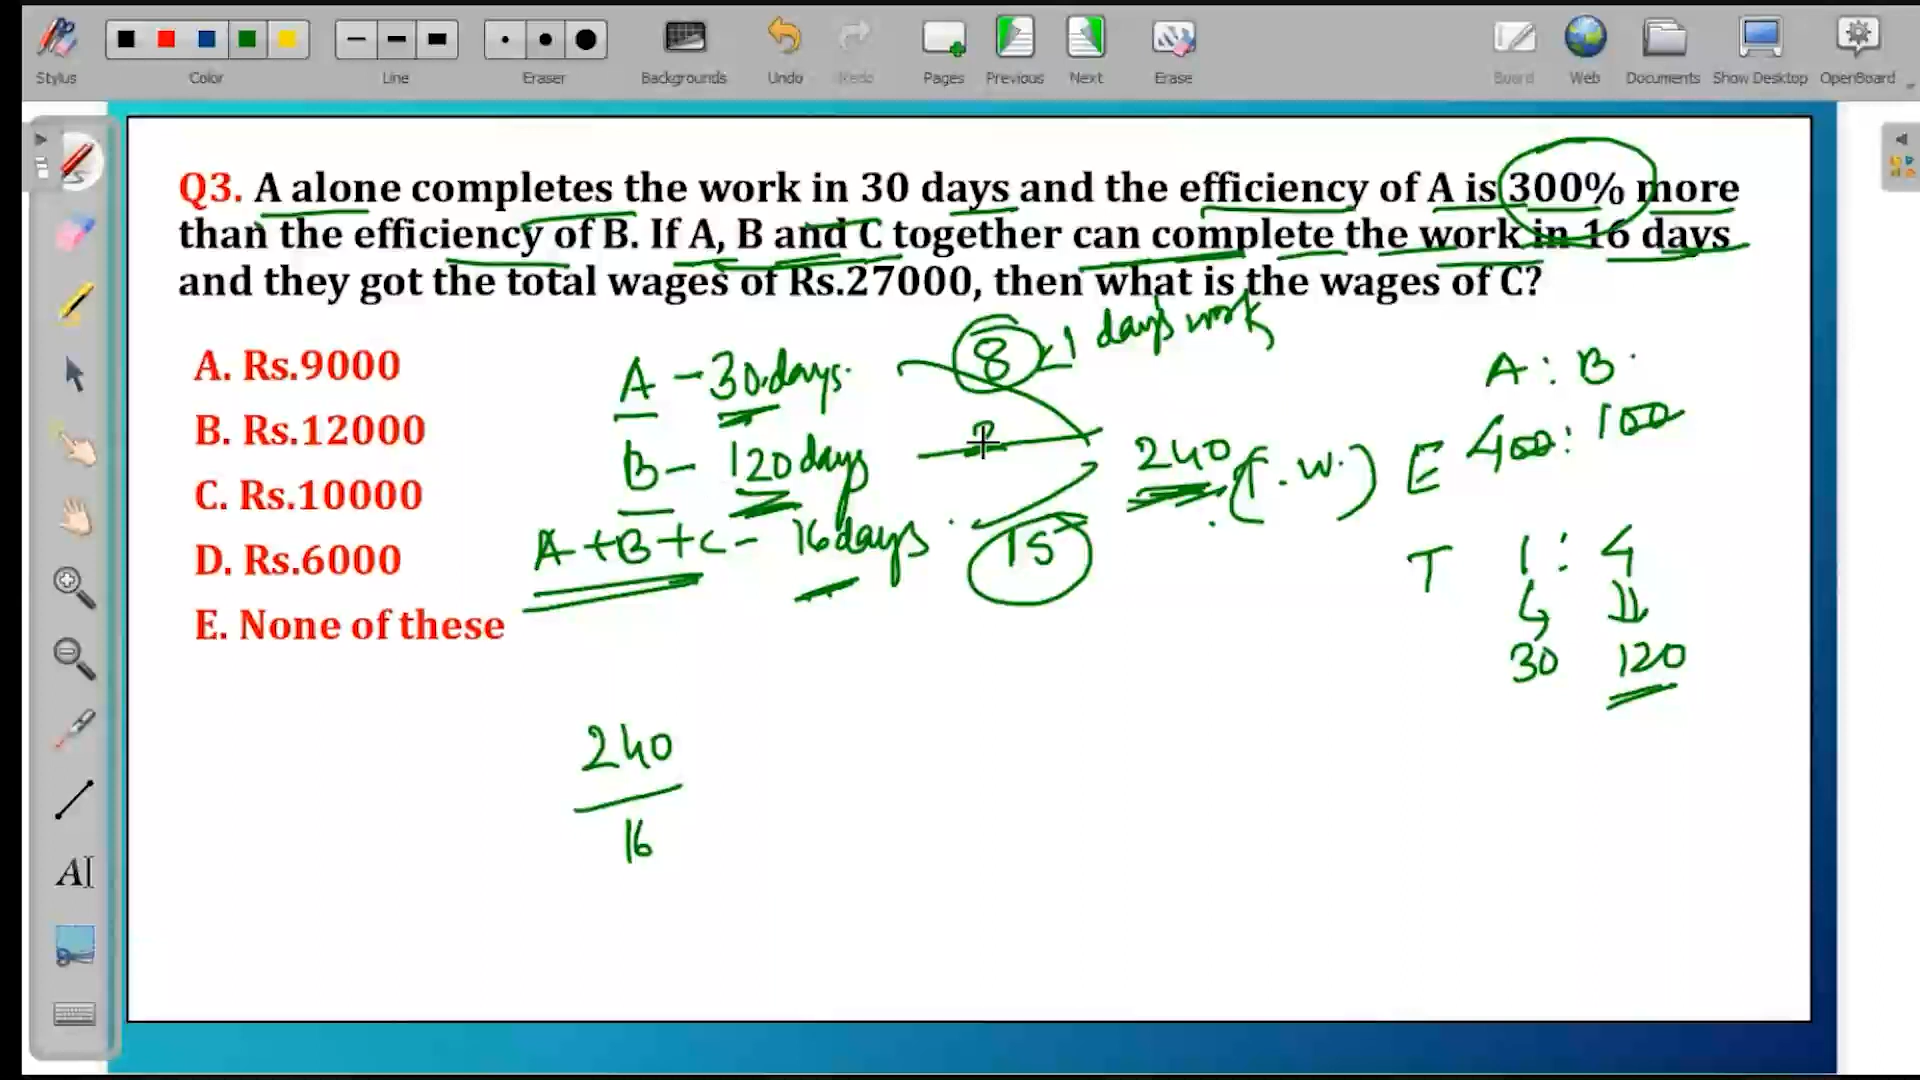 Stylus Color Line Eraser Backgrounds Undo Redo Pages Previous Next Erase Board Web Documents Show Desktop OpenBoard
Q3. A alone completes the work in 30 days and the efficiency of A is 300% more
than the efficiency of B. If A, B and C together can complete the work in 16 days
and they got the total wages of Rs.27000, then what is the wages of C?
A. Rs.9000
B. Rs.12000
C. Rs.10000
D. Rs.6000
E. None of these
A - 30 days. 8 1 day's work
B - 120 days 2 240 (T.W.)
A+B+C - 16 days 15
A : B
E 400 : 100
T 1 : 4
30 120
240
16
AI